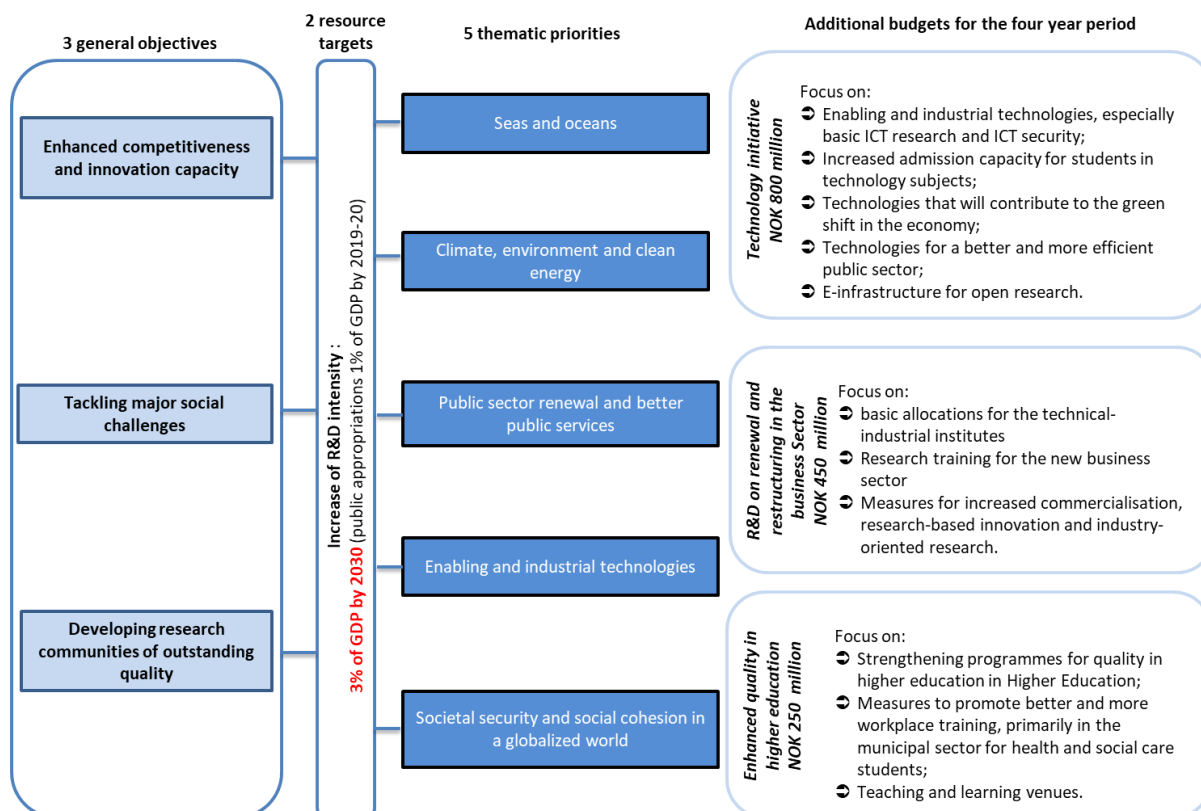 3 general objectives
Enhanced competitiveness
and innovation capacity
Tackling major social
challenges
Developing research
communities of outstanding
quality
2 resource
targets
Increase of R&D intensity :
3% of GDP by 2030 (public appropriations 1% of GDP by 2019-20)
5 thematic priorities
Seas and oceans
Climate, environment and clean
energy
Public sector renewal and better
public services
Enabling and industrial technologies
Societal security and social cohesion in
a globalized world
Additional budgets for the four year period
Technology initiative
NOK 800 million
Focus on:
➲ Enabling and industrial technologies, especially
basic ICT research and ICT security;
➲ Increased admission capacity for students in
technology subjects;
➲ Technologies that will contribute to the green
shift in the economy;
➲ Technologies for a better and more efficient
public sector;
➲ E-infrastructure for open research.
R&D on renewal and
restructuring in the
business Sector
NOK 450 million
Focus on:
➲ basic allocations for the technical-
industrial institutes
➲ Research training for the new business
sector
➲ Measures for increased commercialisation,
research-based innovation and industry-
oriented research.
Enhanced quality in
higher education
NOK 250 million
Focus on:
➲ Strengthening programmes for quality in
higher education in Higher Education;
➲ Measures to promote better and more
workplace training, primarily in the
municipal sector for health and social care
students;
➲ Teaching and learning venues.